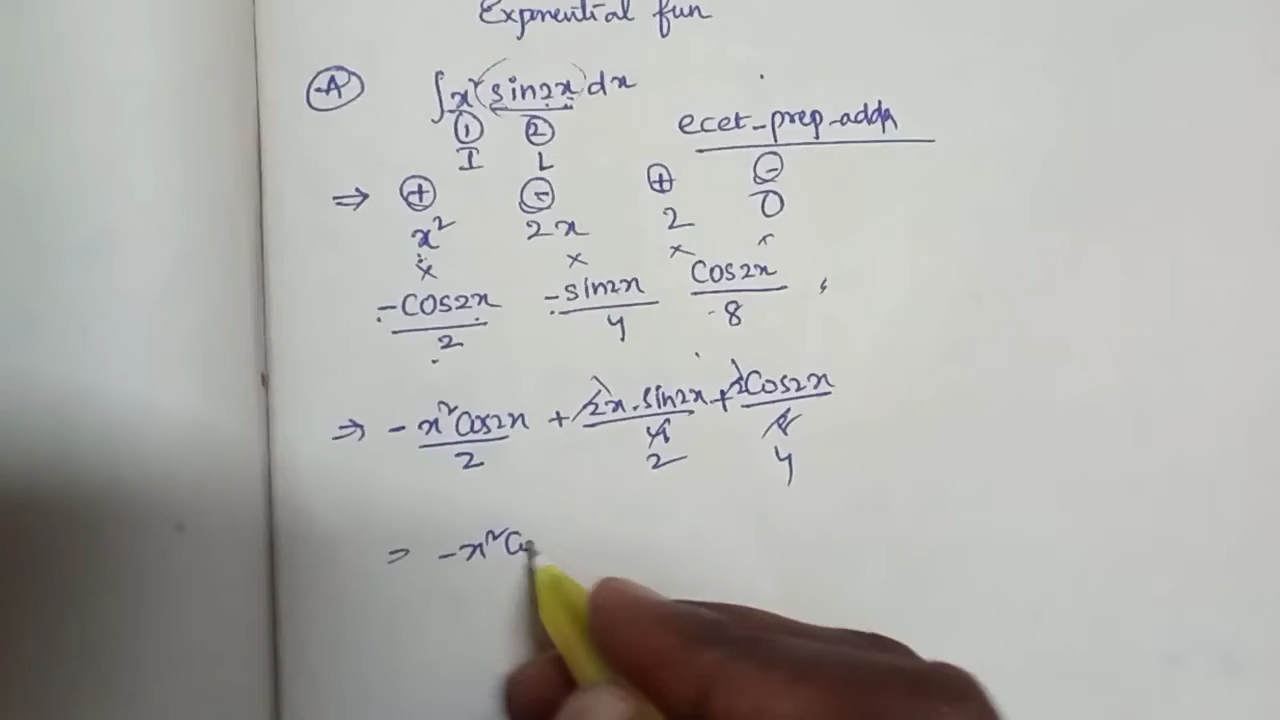 Exponential fun
A ∫x² (sin2x) dx
ecet-prep-adda
① ②
I L
⇒ + - + -
x² 2x 2 0
× × × ×
-cos2x/2 -sin2x/4 cos2x/8
⇒ -x²cos2x/2 + 2x.sin2x/4 + 2cos2x/8
2 4
= -x²Co